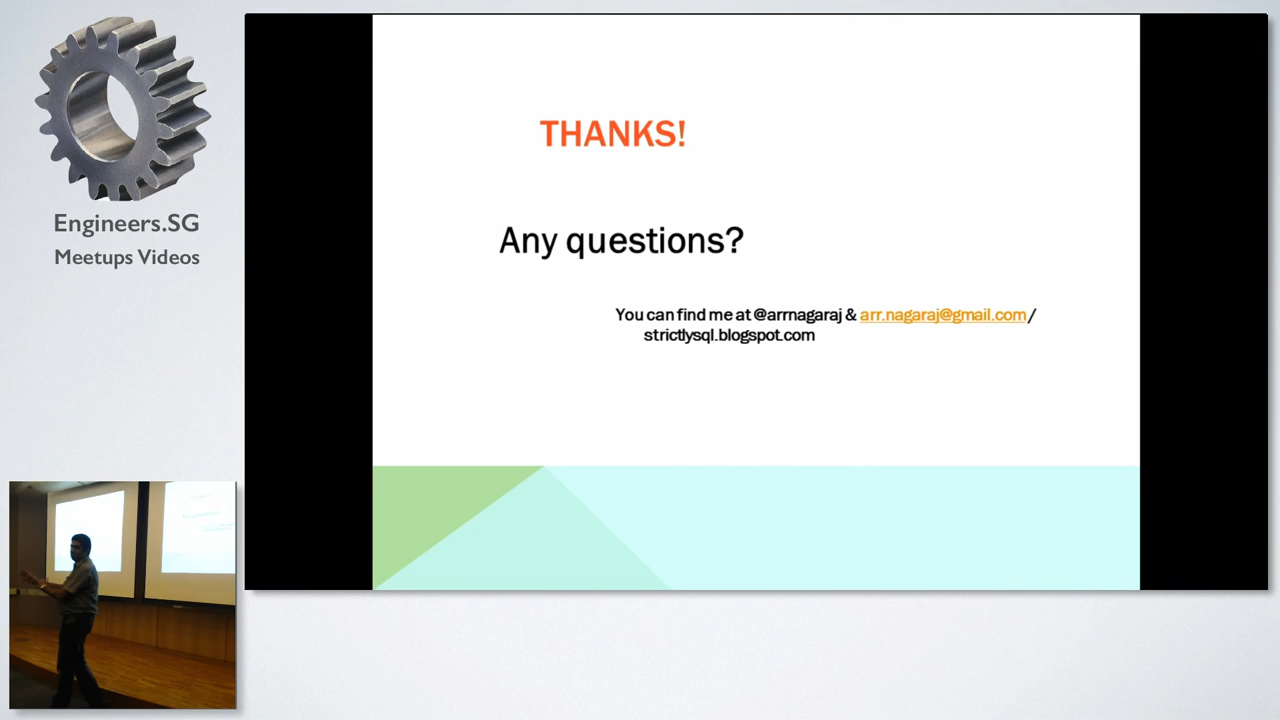 Engineers.SG
Meetups Videos
THANKS!
Any questions?
You can find me at @arrnagaraj & arr.nagaraj@gmail.com /
strictlysql.blogspot.com